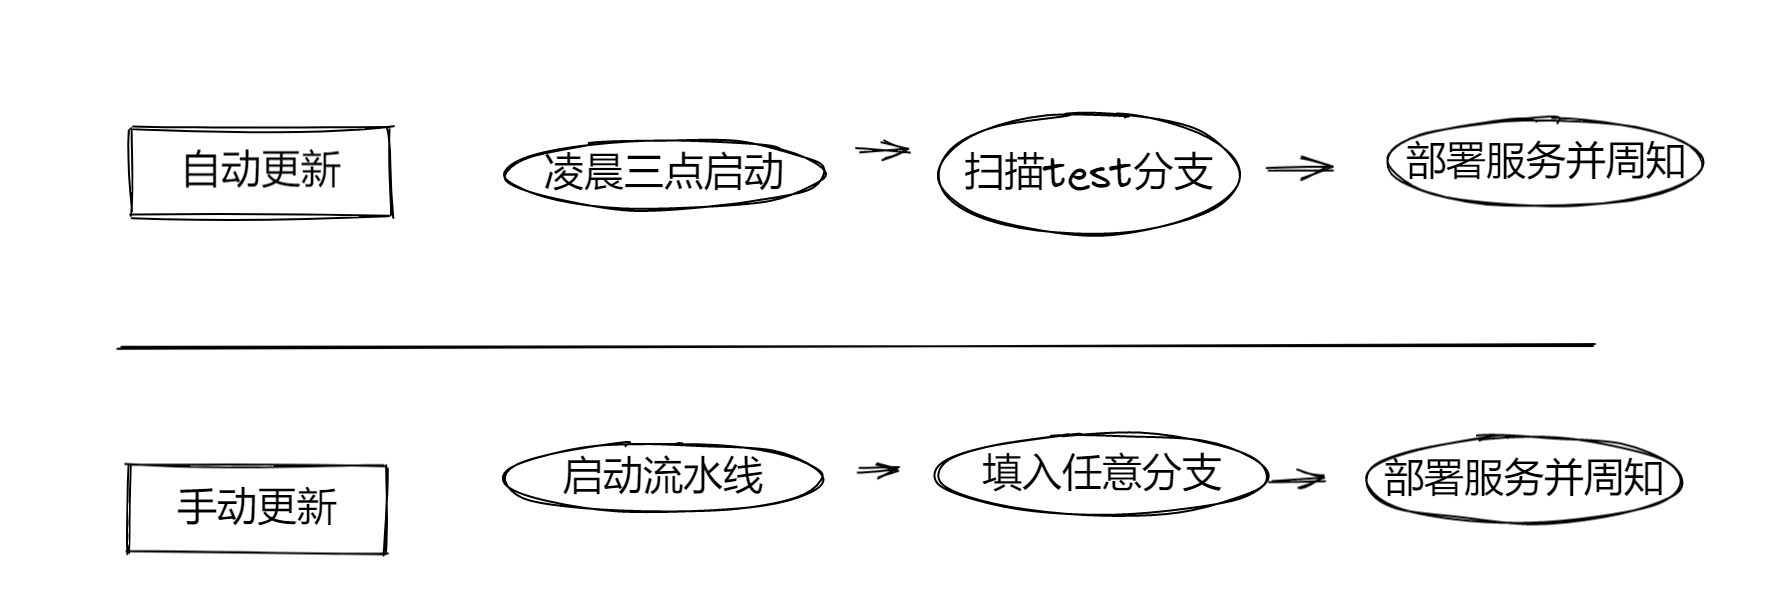 自动更新
凌晨三点启动
扫描test分支
部署服务并周知
手动更新
启动流水线
填入任意分支
部署服务并周知